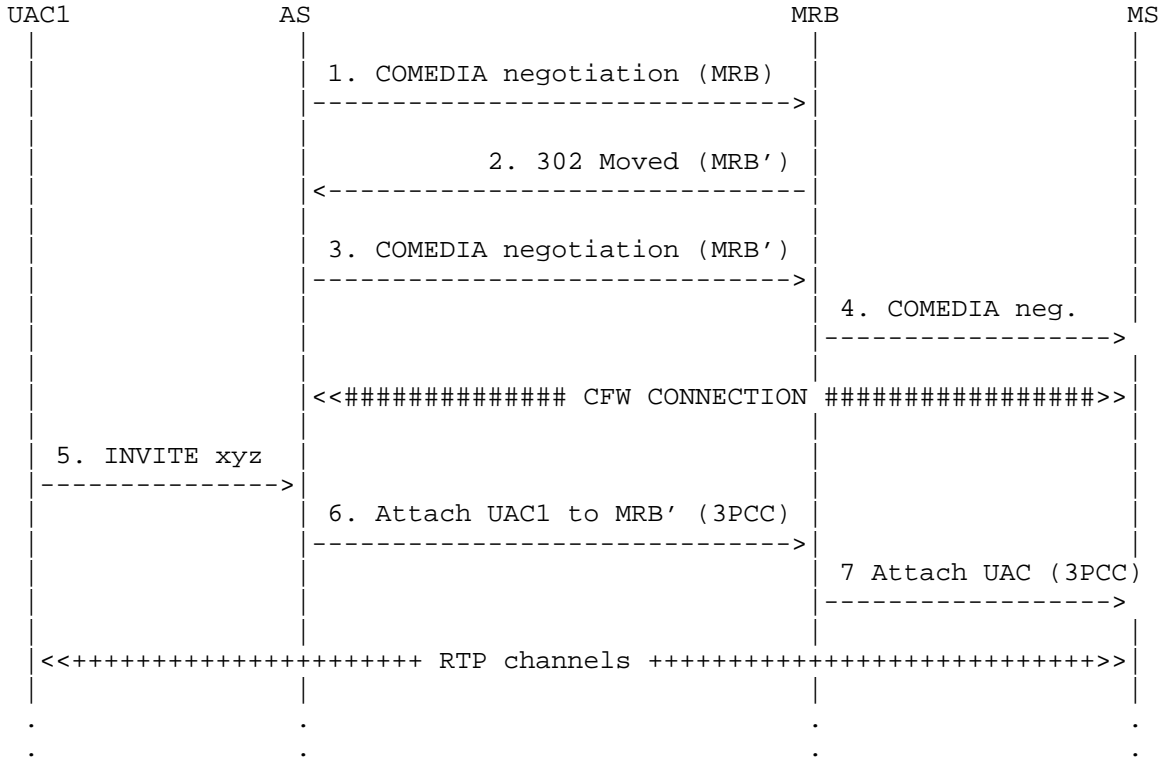 UAC1 AS MRB MS
1. COMEDIA negotiation (MRB)
2. 302 Moved (MRB')
3. COMEDIA negotiation (MRB')
4. COMEDIA neg.
<<############## CFW CONNECTION #################>>
5. INVITE xyz
6. Attach UAC1 to MRB' (3PCC)
7 Attach UAC (3PCC)
<<++++++++++++++++++++++ RTP channels ++++++++++++++++++++++++++++>>